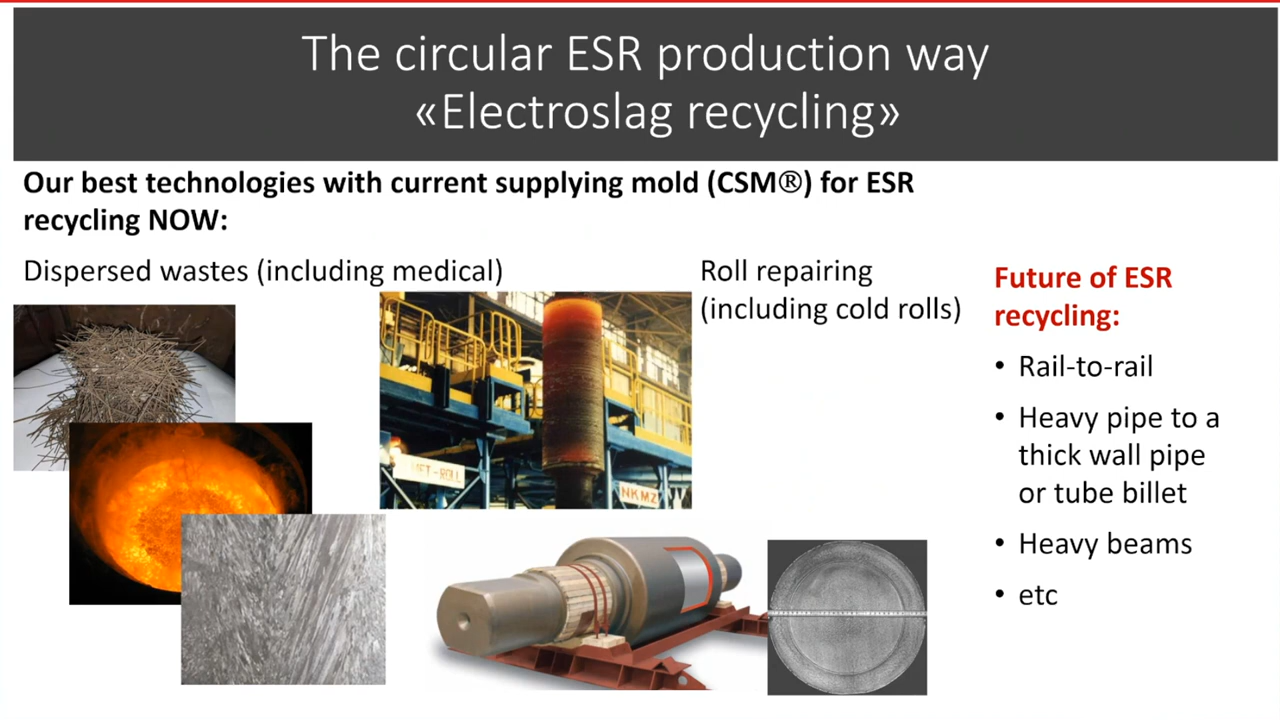 The circular ESR production way
«Electroslag recycling»
Our best technologies with current supplying mold (CSM®) for ESR
recycling NOW:
Dispersed wastes (including medical)
Roll repairing
(including cold rolls)
Future of ESR
recycling:
• Rail-to-rail
• Heavy pipe to a
thick wall pipe
or tube billet
• Heavy beams
• etc
NKMZ